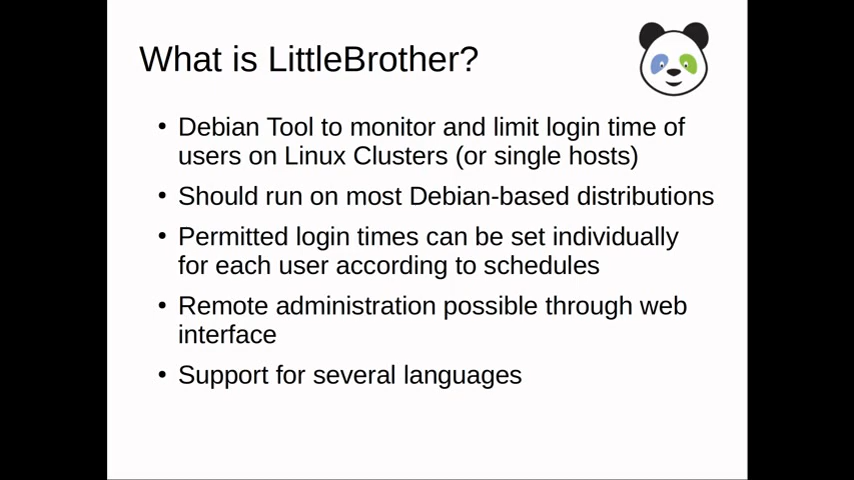 What is LittleBrother?
• Debian Tool to monitor and limit login time of
users on Linux Clusters (or single hosts)
• Should run on most Debian-based distributions
• Permitted login times can be set individually
for each user according to schedules
• Remote administration possible through web
interface
• Support for several languages